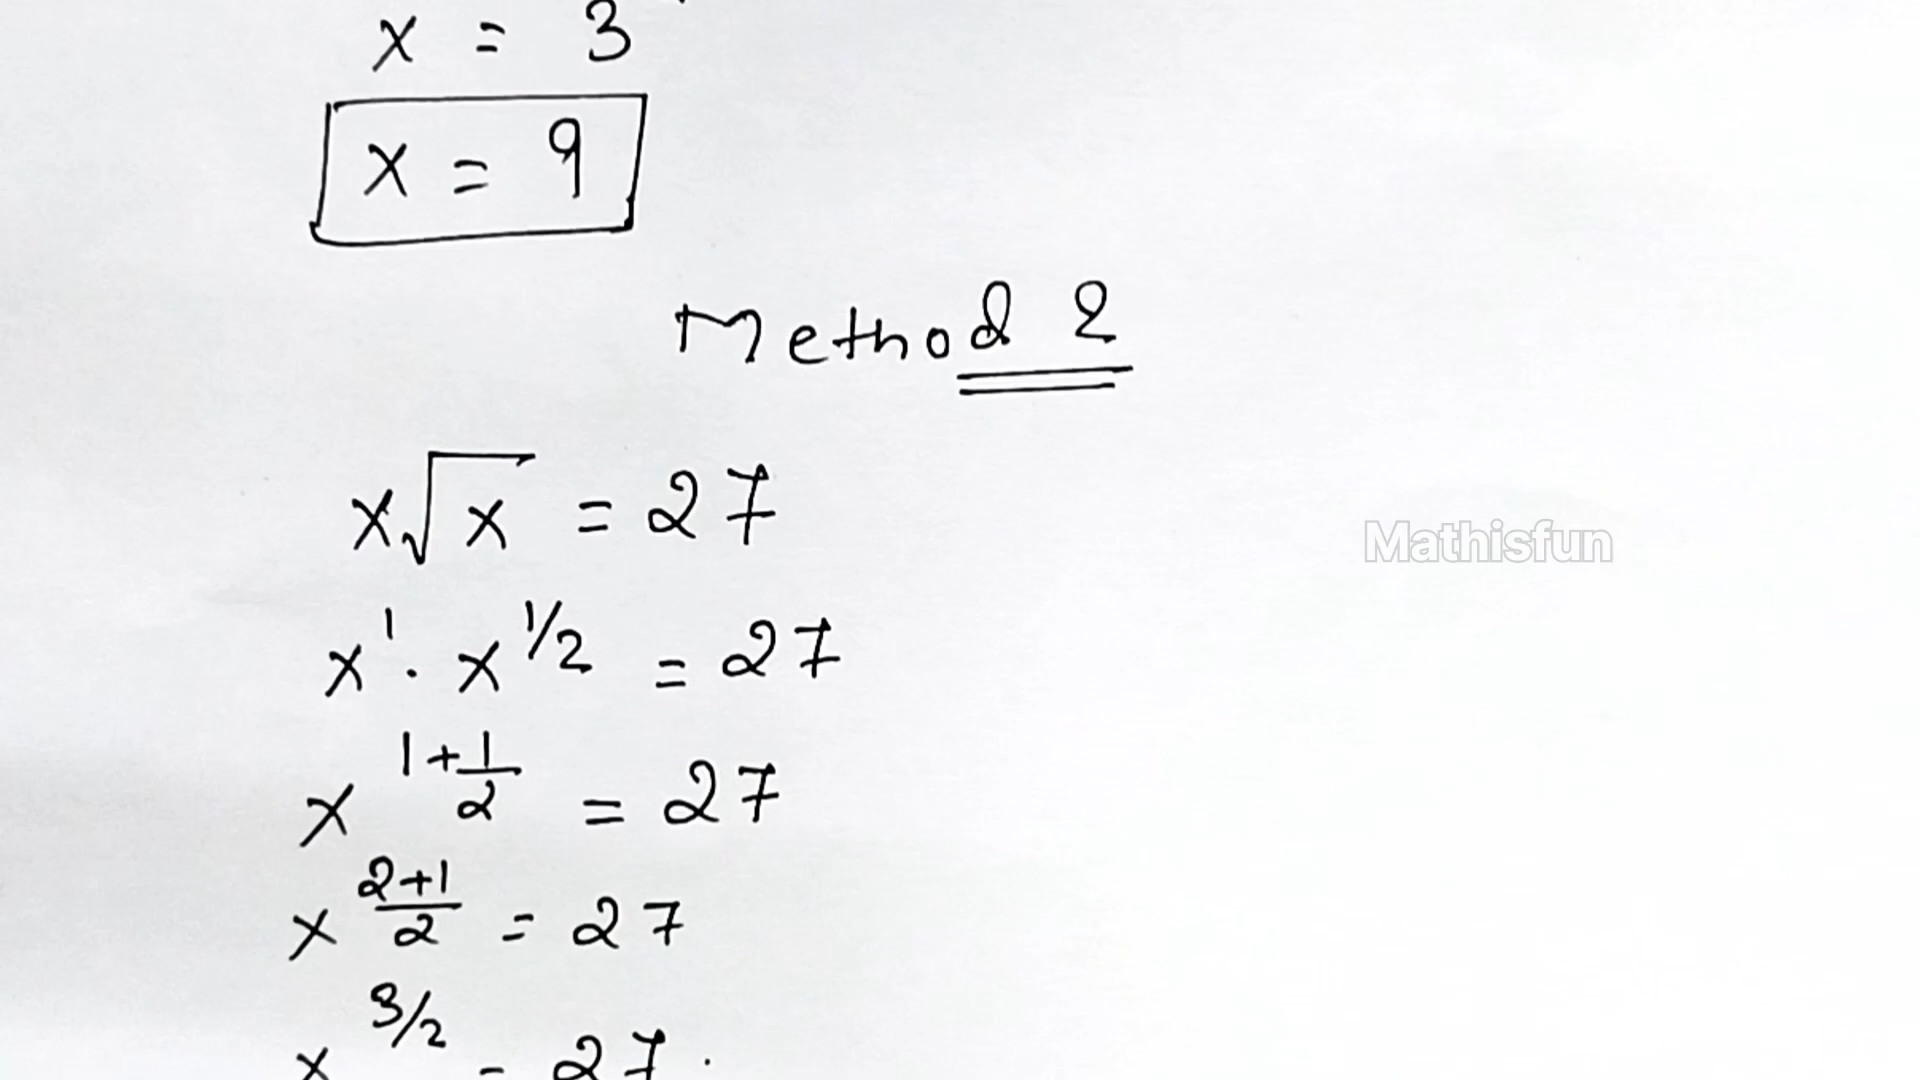 x = 3
x = 9
Method 2
x√x = 27
Mathisfun
x¹ · x^1/2 = 27
x^1+1/2 = 27
x^2+1/2 = 27
x^3/2 = 27.